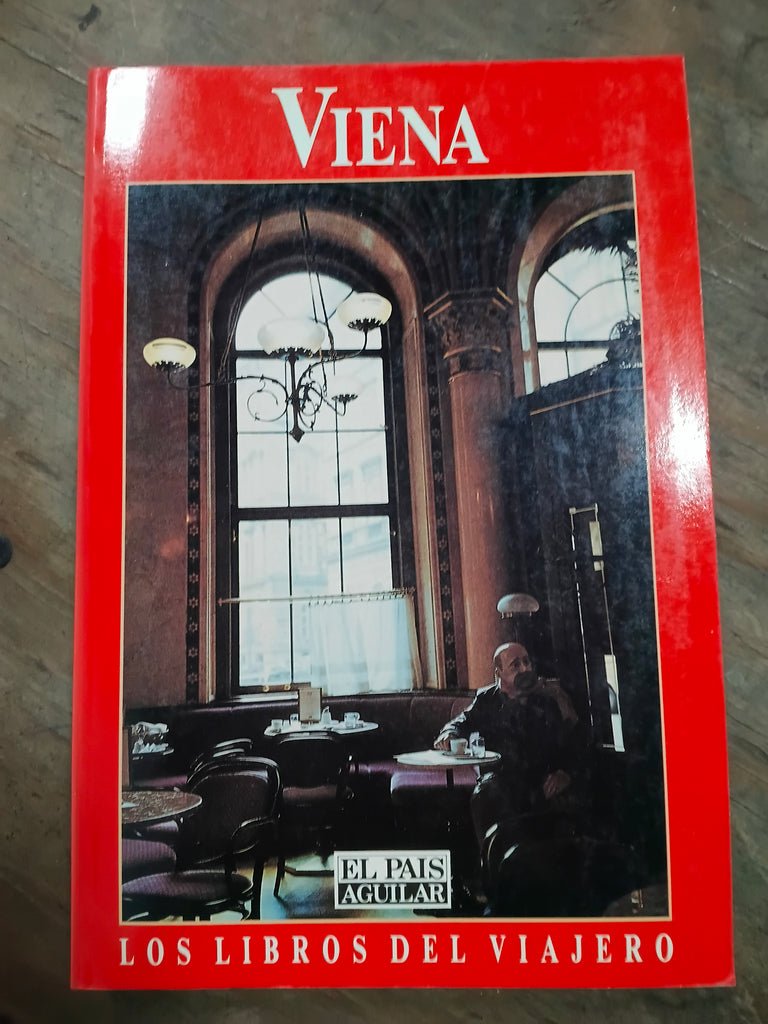 VIENA
EL PAIS
AGUILAR
LOS LIBROS DEL VIAJERO